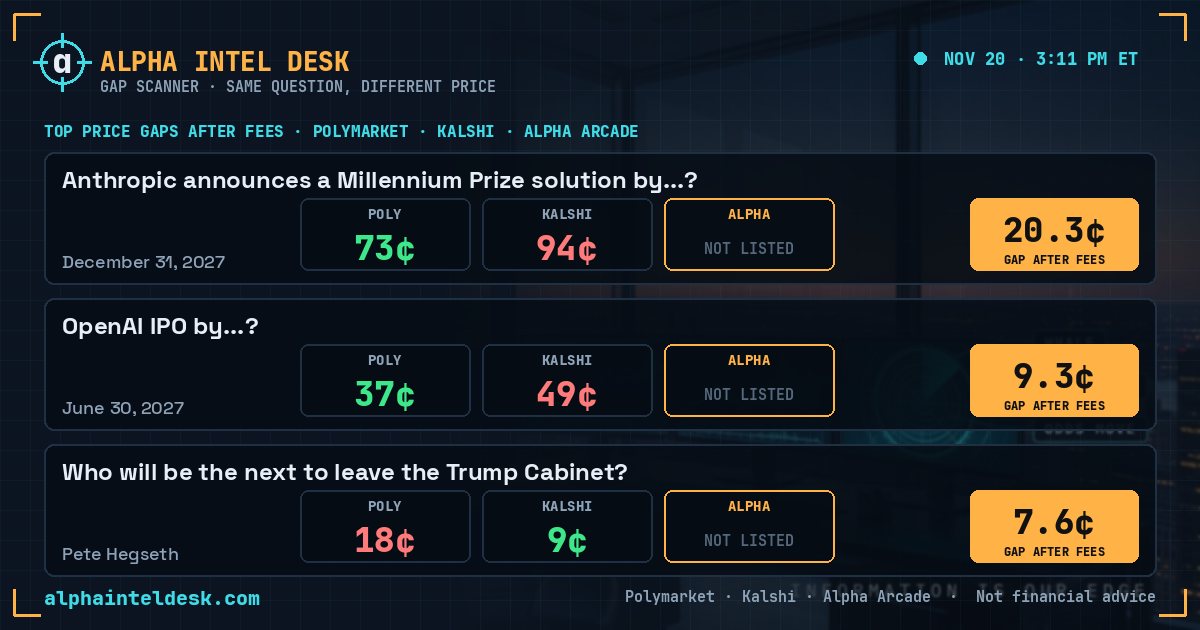 α
ALPHA INTEL DESK
GAP SCANNER · SAME QUESTION, DIFFERENT PRICE
NOV 20 · 3:11 PM ET
TOP PRICE GAPS AFTER FEES · POLYMARKET · KALSHI · ALPHA ARCADE
Anthropic announces a Millennium Prize solution by...?
December 31, 2027
POLY
73¢
KALSHI
94¢
ALPHA
NOT LISTED
20.3¢
GAP AFTER FEES
OpenAI IPO by...?
June 30, 2027
POLY
37¢
KALSHI
49¢
ALPHA
NOT LISTED
9.3¢
GAP AFTER FEES
Who will be the next to leave the Trump Cabinet?
Pete Hegseth
POLY
18¢
KALSHI
9¢
ALPHA
NOT LISTED
7.6¢
GAP AFTER FEES
INFORMATION IS OUR EDGE
alphainteldesk.com
Polymarket · Kalshi · Alpha Arcade · Not financial advice